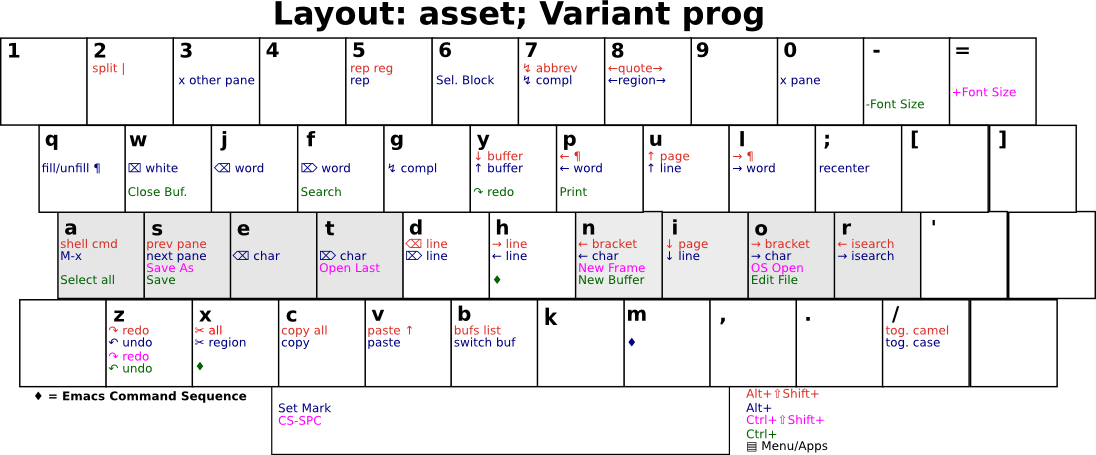 Layout: asset; Variant prog
1 2 3 4 5 6 7 8 9 0 - =
split | rep reg ↯ abbrev ←quote→
x other pane rep Sel. Block ↯ compl ←region→ x pane
+Font Size
-Font Size
q w j f g y p u l ; [ ]
↓ buffer ← ¶ ↑ page → ¶
fill/unfill ¶ ⌧ white ⌫ word ⌦ word ↯ compl ↑ buffer ← word ↑ line → word recenter
Close Buf. Search ↷ redo Print
a s e t d h n i o r '
shell cmd prev pane ⌫ line → line ← bracket ↓ page → bracket ← isearch
M-x next pane ⌫ char ⌦ char ⌦ line ← line ← char ↓ line → char → isearch
Save As Open Last New Frame OS Open
Select all Save ♦ New Buffer Edit File
z x c v b k m , . /
↷ redo ✂ all copy all paste ↑ bufs list tog. camel
↶ undo ✂ region copy paste switch buf ♦ tog. case
↷ redo
↶ undo ♦
♦ = Emacs Command Sequence
Set Mark
CS-SPC
Alt+⇧Shift+
Alt+
Ctrl+⇧Shift+
Ctrl+
▤ Menu/Apps